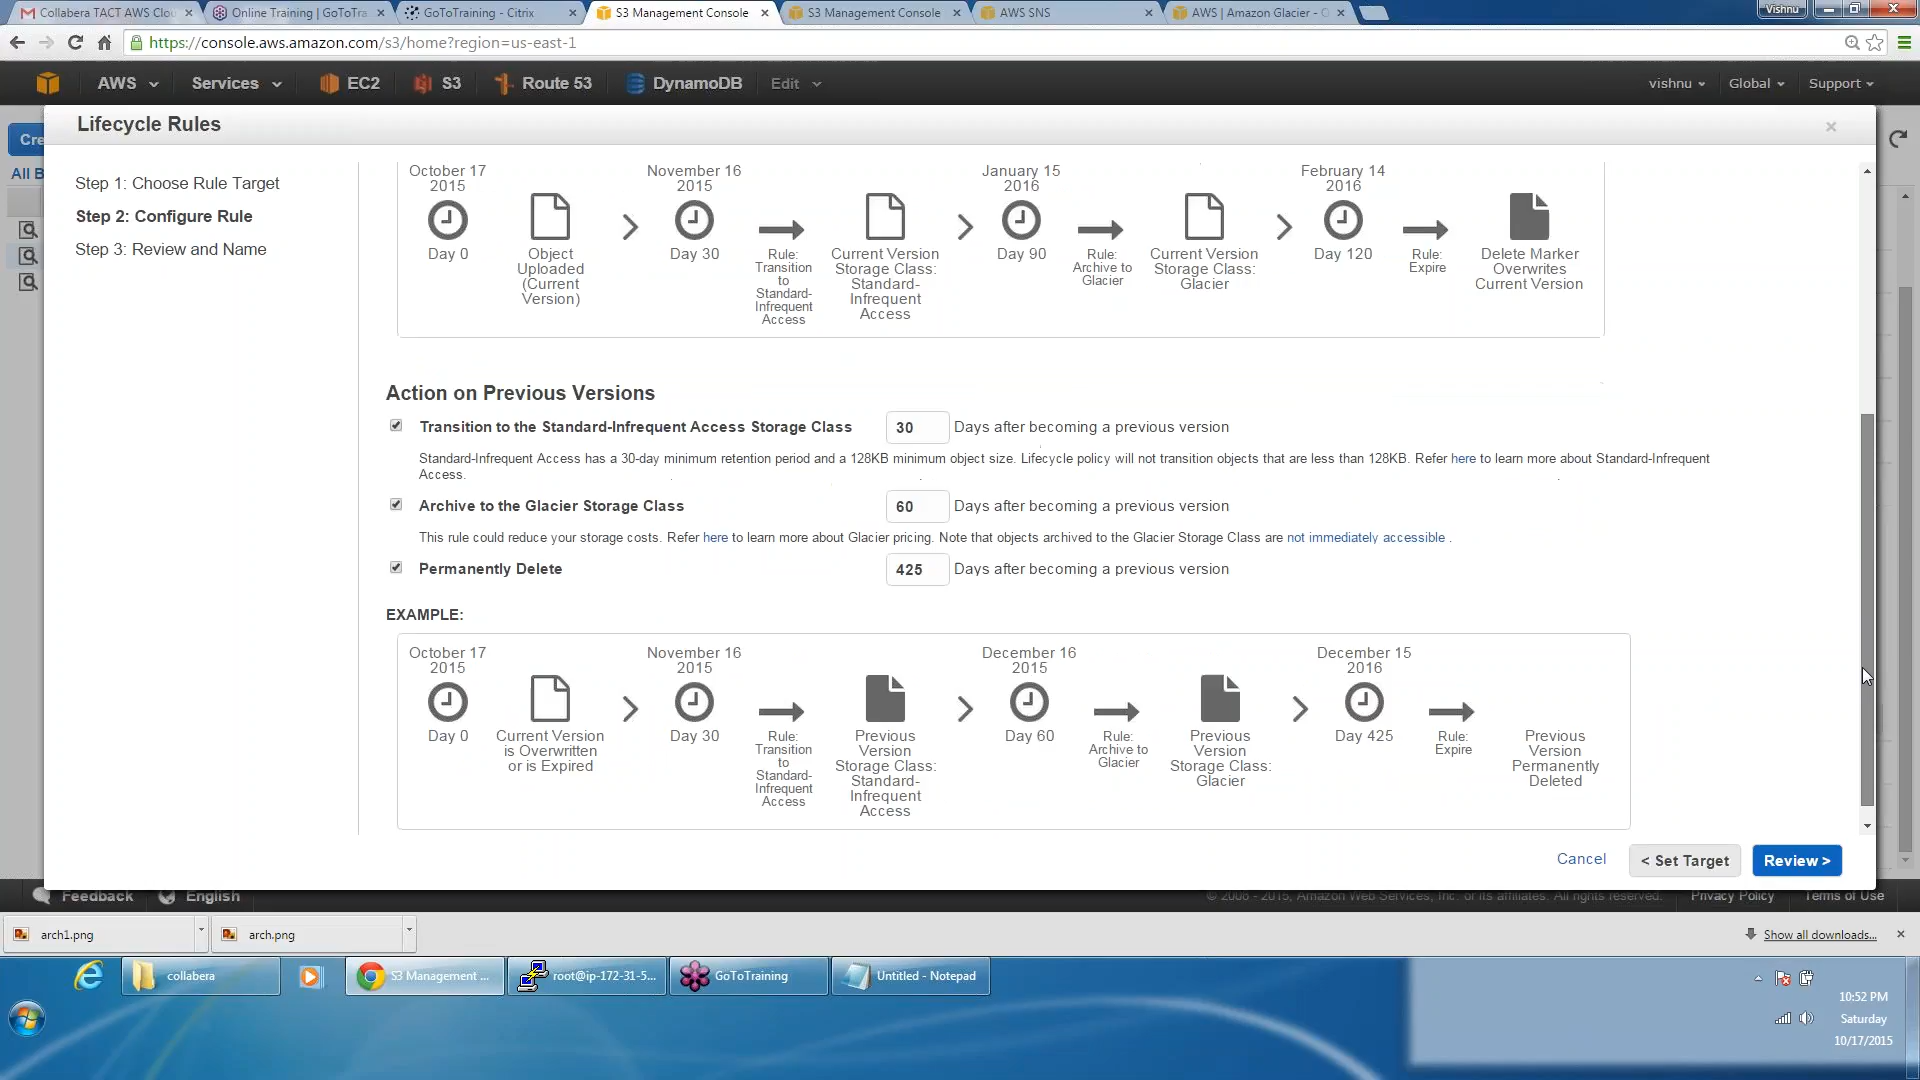 Collabera TACT AWS Clou
Online Training | GoToTra
GoToTraining - Citrix
S3 Management Console
S3 Management Console
AWS SNS
AWS | Amazon Glacier -
Vishnu
https://console.aws.amazon.com/s3/home?region=us-east-1
AWS
Services
EC2
S3
Route 53
DynamoDB
Edit
vishnu
Global
Support
Cre
All B
Lifecycle Rules
Step 1: Choose Rule Target
Step 2: Configure Rule
Step 3: Review and Name
October 17
2015
Day 0
Object
Uploaded
(Current
Version)
November 16
2015
Day 30
Rule:
Transition
to
Standard-
Infrequent
Access
Current Version
Storage Class:
Standard-
Infrequent
Access
January 15
2016
Day 90
Rule:
Archive to
Glacier
Current Version
Storage Class:
Glacier
February 14
2016
Day 120
Rule:
Expire
Delete Marker
Overwrites
Current Version
Action on Previous Versions
Transition to the Standard-Infrequent Access Storage Class 30 Days after becoming a previous version
Standard-Infrequent Access has a 30-day minimum retention period and a 128KB minimum object size. Lifecycle policy will not transition objects that are less than 128KB. Refer here to learn more about Standard-Infrequent
Access.
Archive to the Glacier Storage Class 60 Days after becoming a previous version
This rule could reduce your storage costs. Refer here to learn more about Glacier pricing. Note that objects archived to the Glacier Storage Class are not immediately accessible .
Permanently Delete 425 Days after becoming a previous version
EXAMPLE:
October 17
2015
Day 0
Current Version
is Overwritten
or is Expired
November 16
2015
Day 30
Rule:
Transition
to
Standard-
Infrequent
Access
Previous
Version
Storage Class:
Standard-
Infrequent
Access
December 16
2015
Day 60
Rule:
Archive to
Glacier
Previous
Version
Storage Class:
Glacier
December 15
2016
Day 425
Rule:
Expire
Previous
Version
Permanently
Deleted
Cancel
< Set Target
Review >
Feedback
English
© 2008 - 2015, Amazon Web Services, Inc. or its affiliates. All rights reserved.
Privacy Policy
Terms of Use
arch1.png
arch.png
Show all downloads...
collabera
S3 Management ...
root@ip-172-31-5...
GoToTraining
Untitled - Notepad
10:52 PM
Saturday
10/17/2015